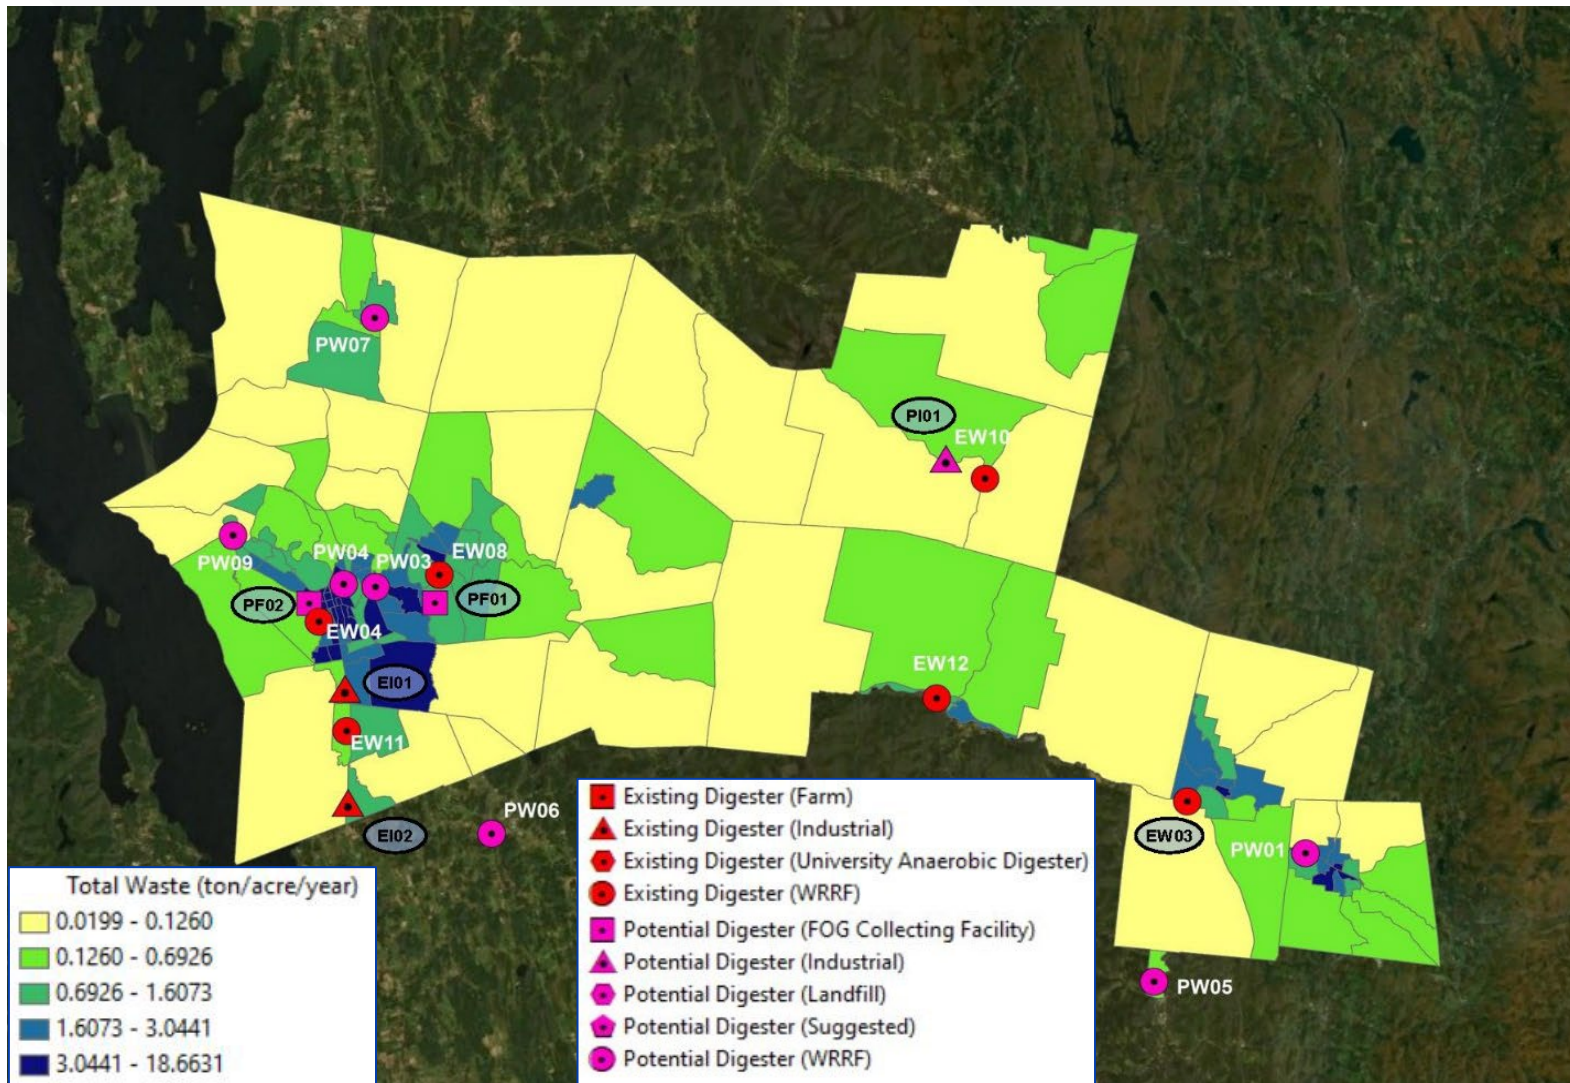 PW07
PI01
EW10
PW04
PW03
EW08
PW09
PF02
PF01
EW04
EI01
EW12
EW11
PW06
EI02
EW03
PW01
PW05
Total Waste (ton/acre/year)
0.0199 - 0.1260
0.1260 - 0.6926
0.6926 - 1.6073
1.6073 - 3.0441
3.0441 - 18.6631
Existing Digester (Farm)
Existing Digester (Industrial)
Existing Digester (University Anaerobic Digester)
Existing Digester (WRRF)
Potential Digester (FOG Collecting Facility)
Potential Digester (Industrial)
Potential Digester (Landfill)
Potential Digester (Suggested)
Potential Digester (WRRF)